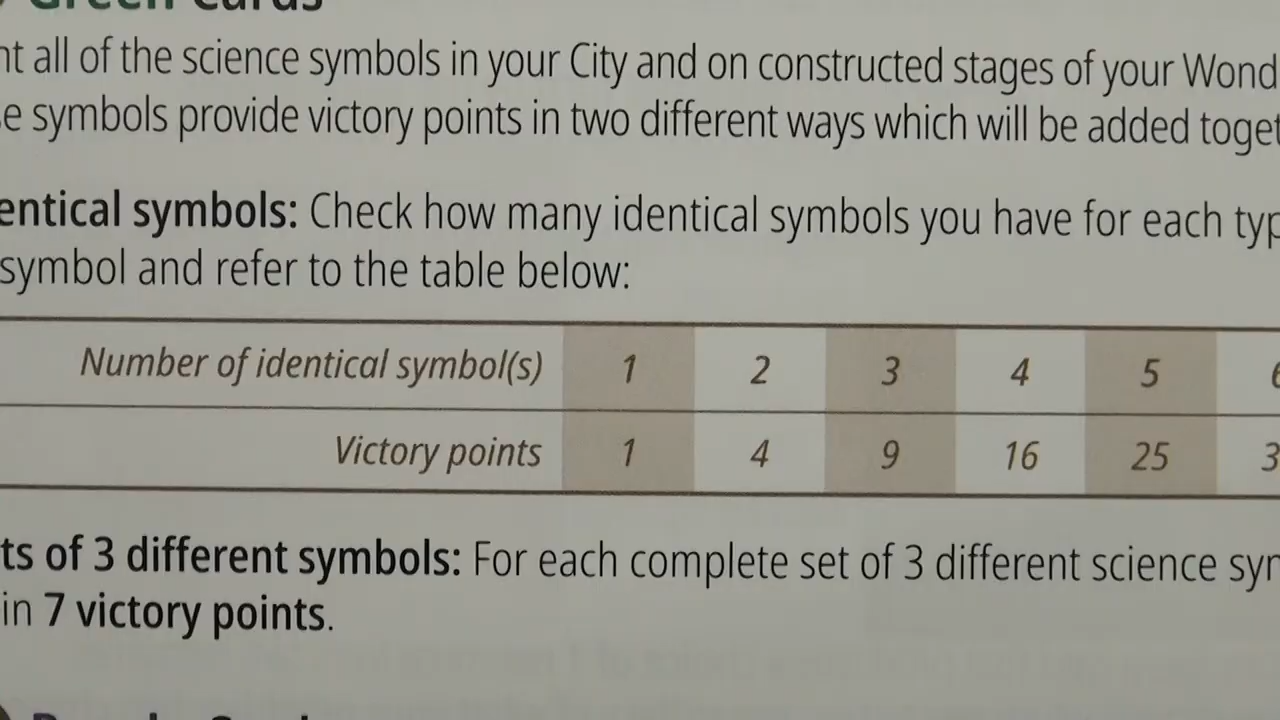 Green Cards
nt all of the science symbols in your City and on constructed stages of your Wond
e symbols provide victory points in two different ways which will be added toget
entical symbols: Check how many identical symbols you have for each typ
symbol and refer to the table below:
Number of identical symbol(s) 1 2 3 4 5
Victory points 1 4 9 16 25 3
ts of 3 different symbols: For each complete set of 3 different science sym
in 7 victory points.